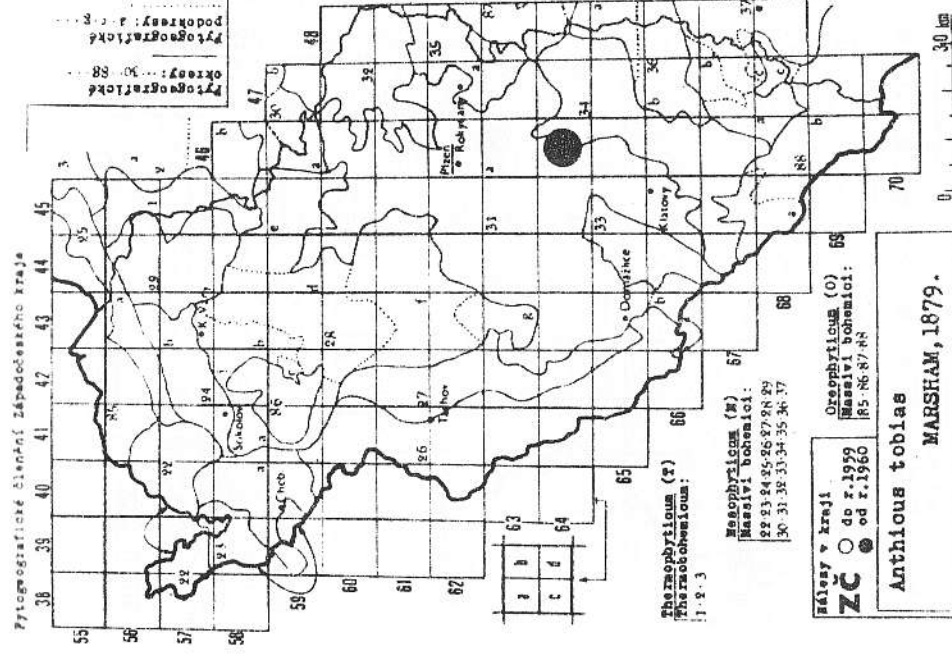 Fytogeografické členění Západočeského kraje
Fytogeografické
okresy: ... 30 88
Fytogeografické
podokresy: a-c-g
38 39 40 41 42 43 44 45 46 47 48
55
56
57
58
59
60
61
62
63
64
65
66
67
68
69
70
K. Vary
Sokolov
Cheb
Tachov
Plzeň
Rokycany
Domažlice
Klatovy
a b
c d
0 30 km
Thermophyticum (T)
Thermobohemicum:
1·2·3
Mesophyticum (M)
Massivi bohemici:
22·23·24·25·26·27·28·29
30·31·32·33·34·35·36·37
Oreophyticum (O)
Massivi bohemici:
85·86·87·88
Nálezy v kraji
ZČ
do r.1959
od r.1960
Anthicus tobias
MARSHAM, 1879.